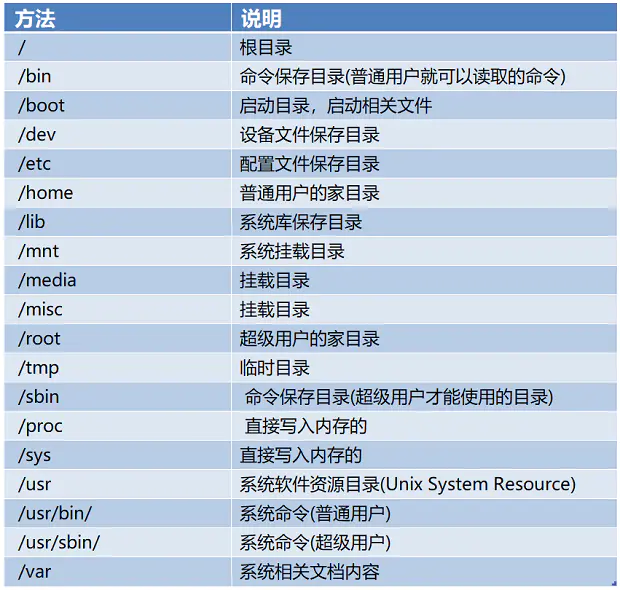 方法 说明
/ 根目录
/bin 命令保存目录(普通用户就可以读取的命令)
/boot 启动目录，启动相关文件
/dev 设备文件保存目录
/etc 配置文件保存目录
/home 普通用户的家目录
/lib 系统库保存目录
/mnt 系统挂载目录
/media 挂载目录
/misc 挂载目录
/root 超级用户的家目录
/tmp 临时目录
/sbin 命令保存目录(超级用户才能使用的目录)
/proc 直接写入内存的
/sys 直接写入内存的
/usr 系统软件资源目录(Unix System Resource)
/usr/bin/ 系统命令(普通用户)
/usr/sbin/ 系统命令(超级用户)
/var 系统相关文档内容